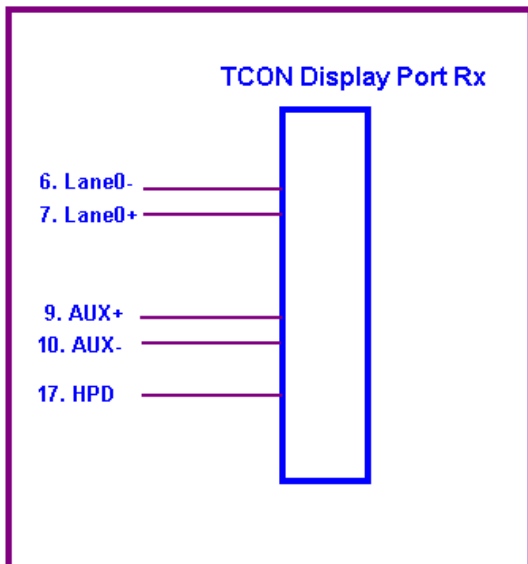 TCON Display Port Rx
6. Lane0-
7. Lane0+
9. AUX+
10. AUX-
17. HPD